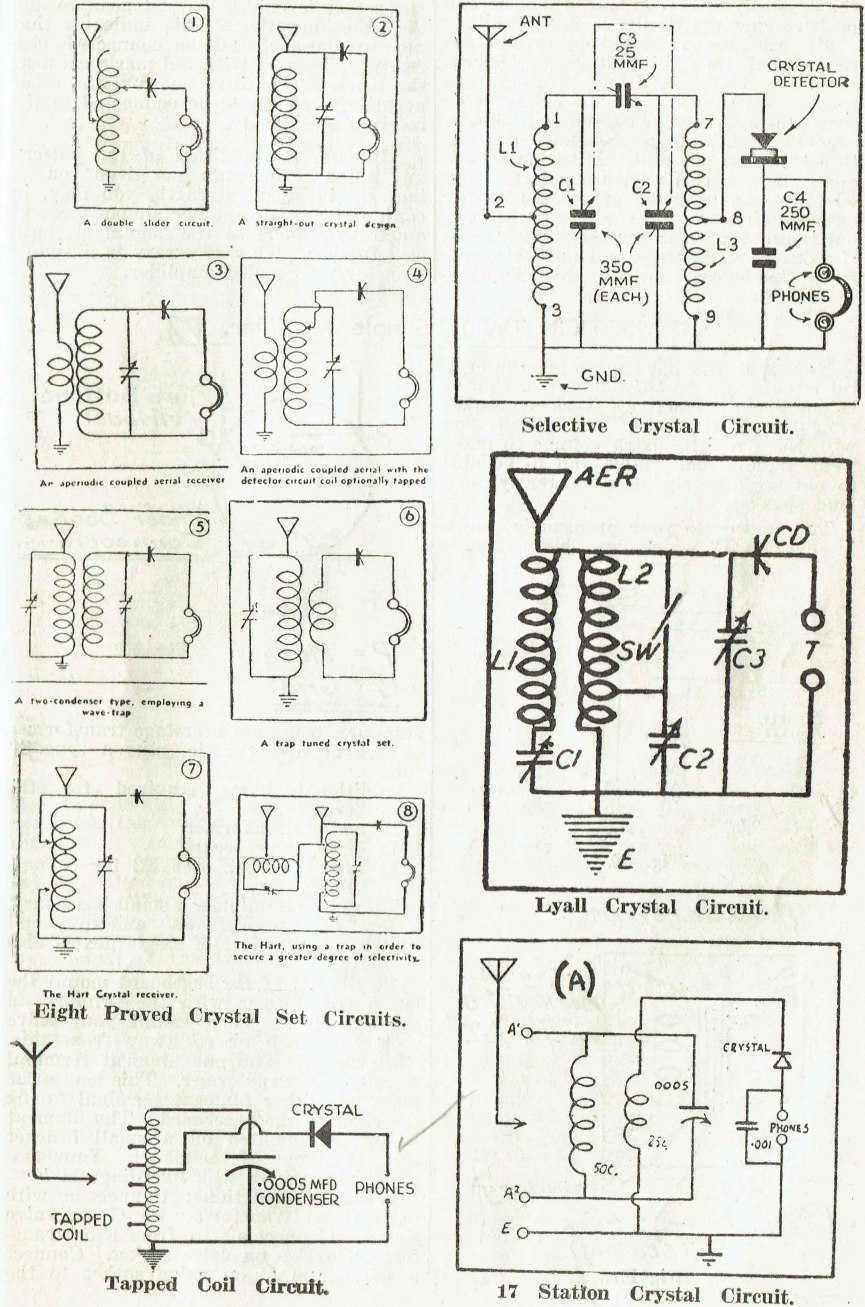 1
A double slider circuit.
2
A straight-out crystal design
3
An aperiodic coupled aerial receiver
4
An aperiodic coupled aerial with the
detector circuit coil optionally tapped
5
A two-condenser type, employing a
wave-trap
6
A trap tuned crystal set.
7
The Hart Crystal receiver.
8
The Hart, using a trap in order to
secure a greater degree of selectivity.
Eight Proved Crystal Set Circuits.
CRYSTAL
.0005 MFD
CONDENSER
PHONES
TAPPED
COIL
Tapped Coil Circuit.
ANT
C3
25
MMF
CRYSTAL
DETECTOR
1
7
L1
C1
C2
2
8
C4
250
MMF.
L3
350
MMF
(EACH)
PHONES
3
9
GND.
Selective Crystal Circuit.
AER
CD
L2
L1
SW
C3
T
C1
C2
E
Lyall Crystal Circuit.
(A)
A'
CRYSTAL
0005
PHONES
.001
50t.
25t.
A²
E
17 Station Crystal Circuit.